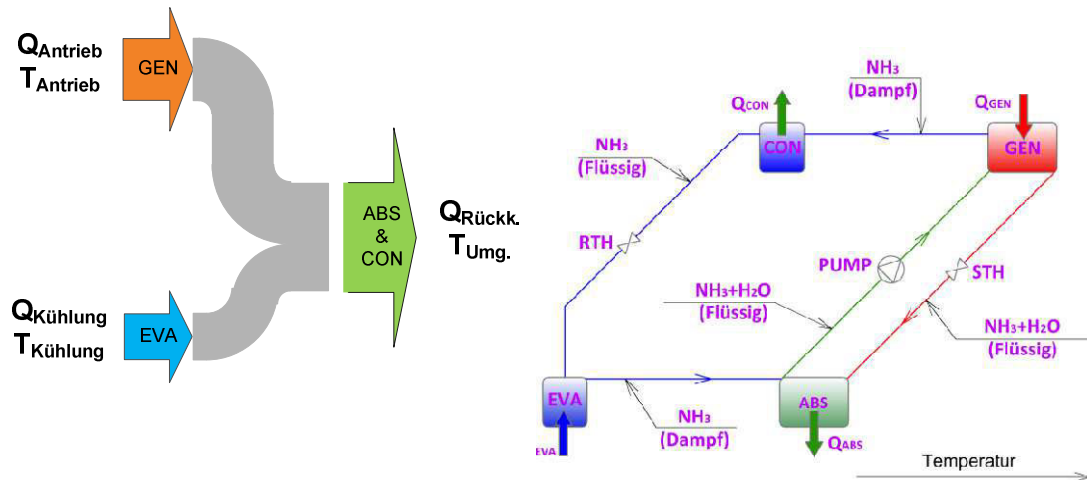 QAntrieb
TAntrieb
GEN
QKühlung
TKühlung
EVA
ABS
&
CON
QRückk.
TUmg.
NH3
(Dampf)
QCON
QGEN
CON
GEN
NH3
(Flüssig)
RTH
PUMP
STH
NH3+H2O
(Flüssig)
NH3+H2O
(Flüssig)
EVA
ABS
NH3
(Dampf)
EVA
QABS
Temperatur